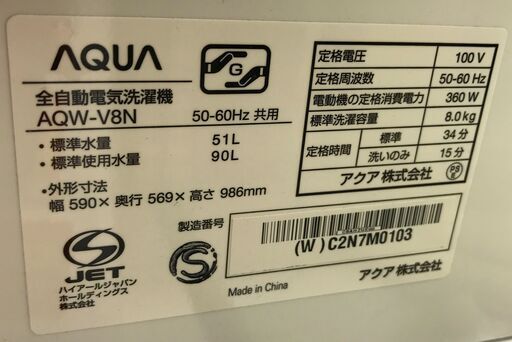 AQUA
G
全自動電気洗濯機
AQW-V8N 50-60Hz 共用
・標準水量 51L
・標準使用水量 90L
・外形寸法
幅 590× 奥行 569× 高さ 986mm
定格電圧 100 V
定格周波数 50-60 Hz
電動機の定格消費電力 360 W
標準洗濯容量 8.0kg
定格時間 標準 34分
洗いのみ 15分
アクア 株式会社
PS
E
S
JET
ハイアールジャパン
ホールディングス
株式会社
S
製造番号
(W) C2N7M0103
アクア 株式会社
Made in China